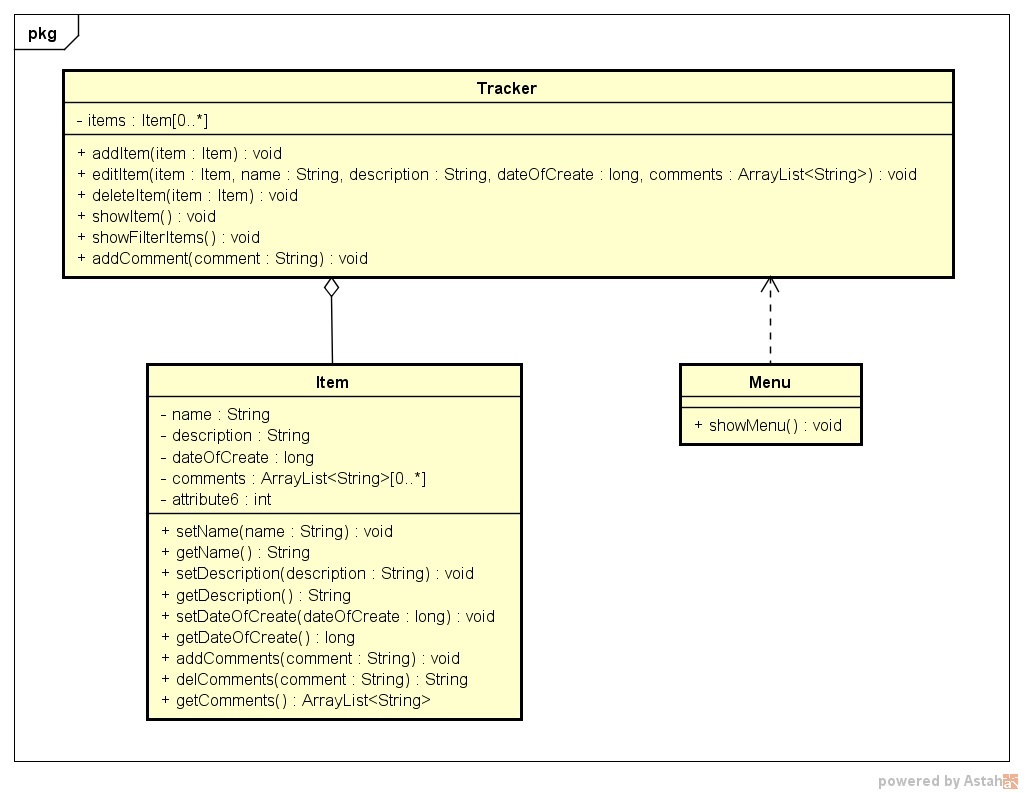 pkg
Tracker
- items : Item[0..*]
+ addItem(item : Item) : void
+ editItem(item : Item, name : String, description : String, dateOfCreate : long, comments : ArrayList<String>) : void
+ deleteItem(item : Item) : void
+ showItem() : void
+ showFilterItems() : void
+ addComment(comment : String) : void
Item
- name : String
- description : String
- dateOfCreate : long
- comments : ArrayList<String>[0..*]
- attribute6 : int
+ setName(name : String) : void
+ getName() : String
+ setDescription(description : String) : void
+ getDescription() : String
+ setDateOfCreate(dateOfCreate : long) : void
+ getDateOfCreate() : long
+ addComments(comment : String) : void
+ delComments(comment : String) : String
+ getComments() : ArrayList<String>
Menu
+ showMenu() : void
powered by Astah